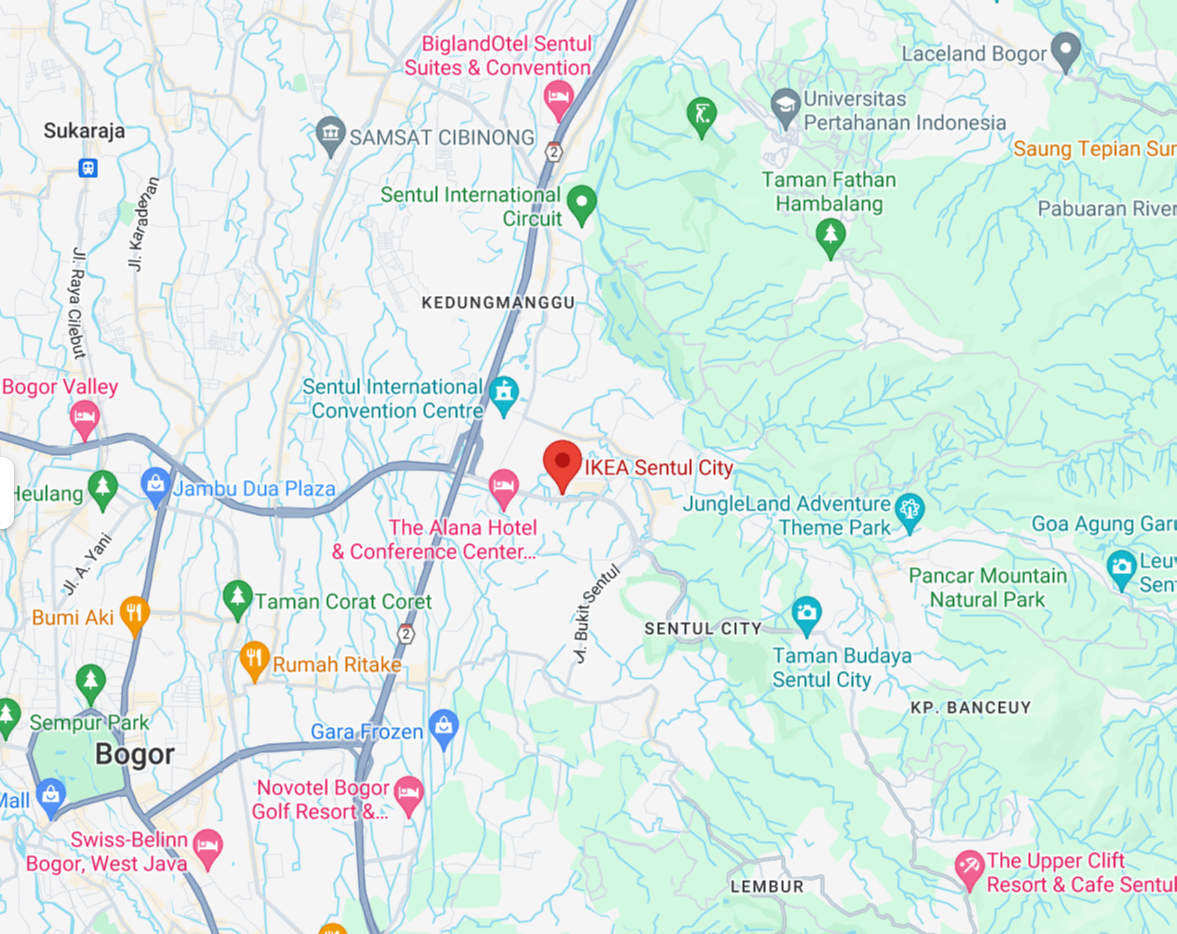 BiglandOtel Sentul
Suites & Convention
Laceland Bogor
Universitas
Pertahanan Indonesia
Sukaraja
SAMSAT CIBINONG
2
Saung Tepian Sur
Taman Fathan
Hambalang
Sentul International
Circuit
Pabuaran River
Jl. Karadenan
Jl. Raya Cilebut
KEDUNGMANGGU
Bogor Valley
Sentul International
Convention Centre
IKEA Sentul City
Heulang
Jambu Dua Plaza
JungleLand Adventure
Theme Park
The Alana Hotel
& Conference Center...
Goa Agung Garu
Jl. A. Yani
Leuw
Sent
Pancar Mountain
Natural Park
Bumi Aki
Taman Corat Coret
Jl. Bukit Sentul
2
SENTUL CITY
Rumah Ritake
Taman Budaya
Sentul City
Sempur Park
KP. BANCEUY
Gara Frozen
Bogor
Mall
Novotel Bogor
Golf Resort &...
Swiss-Belinn
Bogor, West Java
The Upper Clift
Resort & Cafe Sentul
LEMBUR